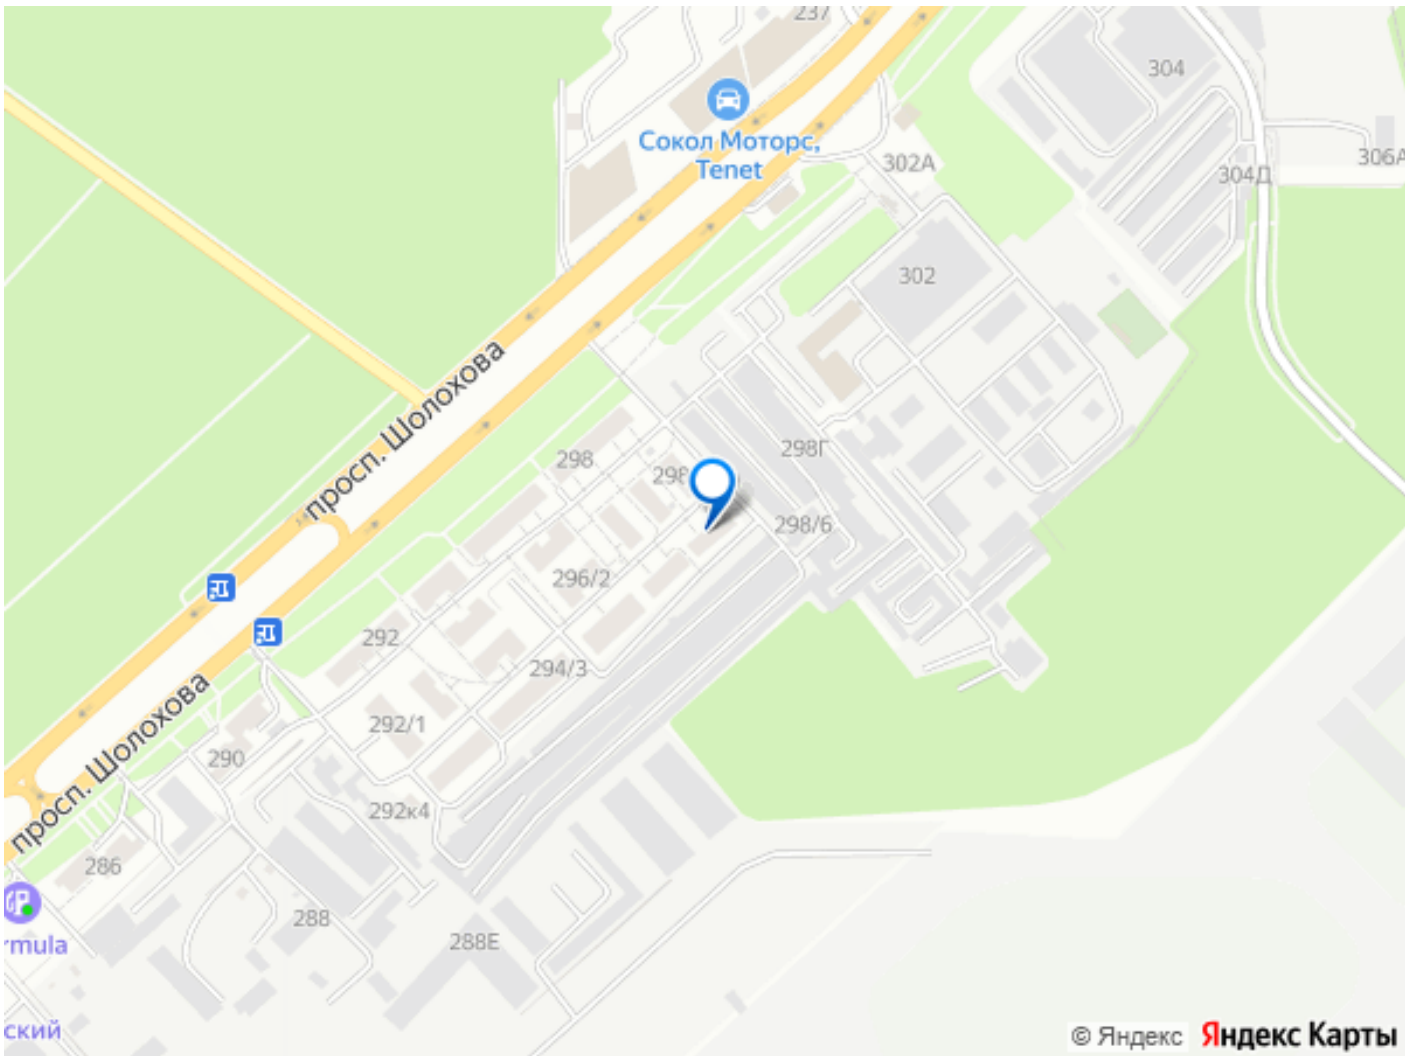 237
304
Сокол Моторс,
Tenet
302А
304Д
306А
302
просп. Шолохова
298
298
298Г
298/6
296/2
292
294/3
292/1
просп. Шолохова
290
292к4
286
288
288Е
rmula
ский
© Яндекс Яндекс Карты